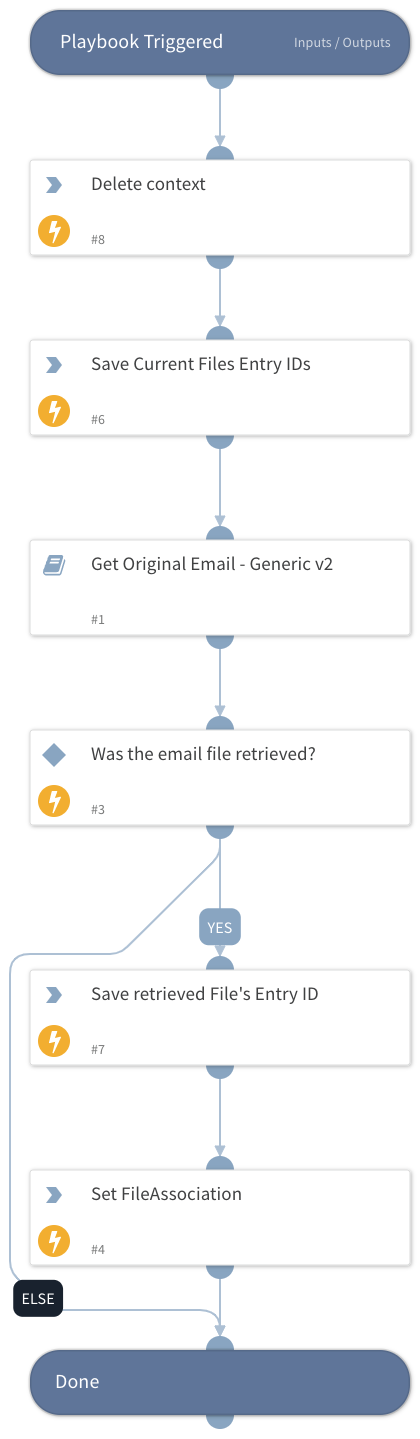 Playbook Triggered Inputs / Outputs
Delete context
#8
Save Current Files Entry IDs
#6
Get Original Email - Generic v2
#1
Was the email file retrieved?
#3
YES
Save retrieved File's Entry ID
#7
Set FileAssociation
#4
ELSE
Done